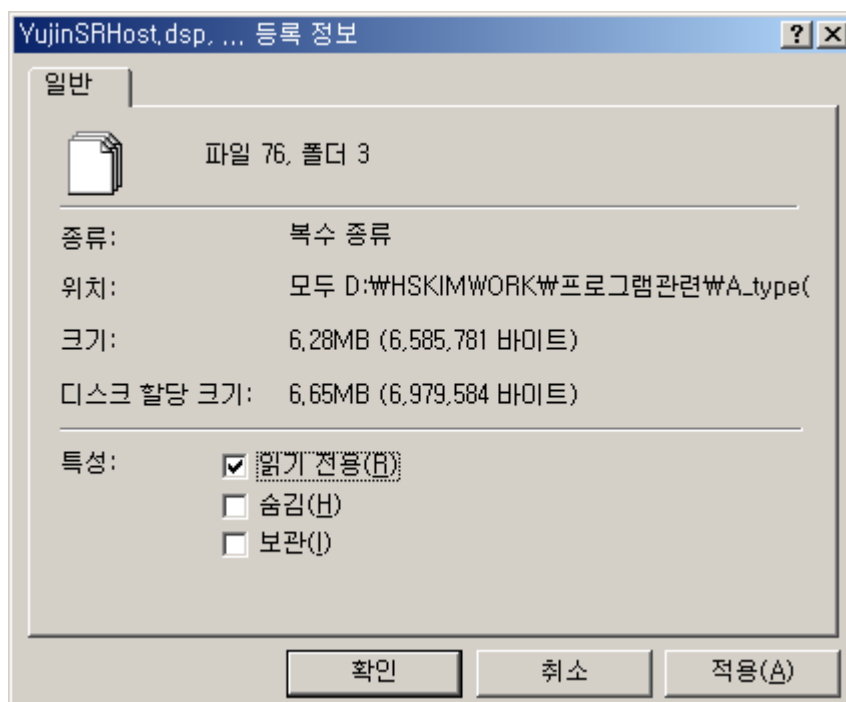 YujinSRHost,dsp, ... 등록 정보
일반
파일 76, 폴더 3
종류: 복수 종류
위치: 모두 D:₩HSKIMWORK₩프로그램관련₩A_type(
크기: 6,28MB (6,585,781 바이트)
디스크 할당 크기: 6,65MB (6,979,584 바이트)
특성: 읽기 전용(R)
숨김(H)
보관(I)
확인 취소 적용(A)